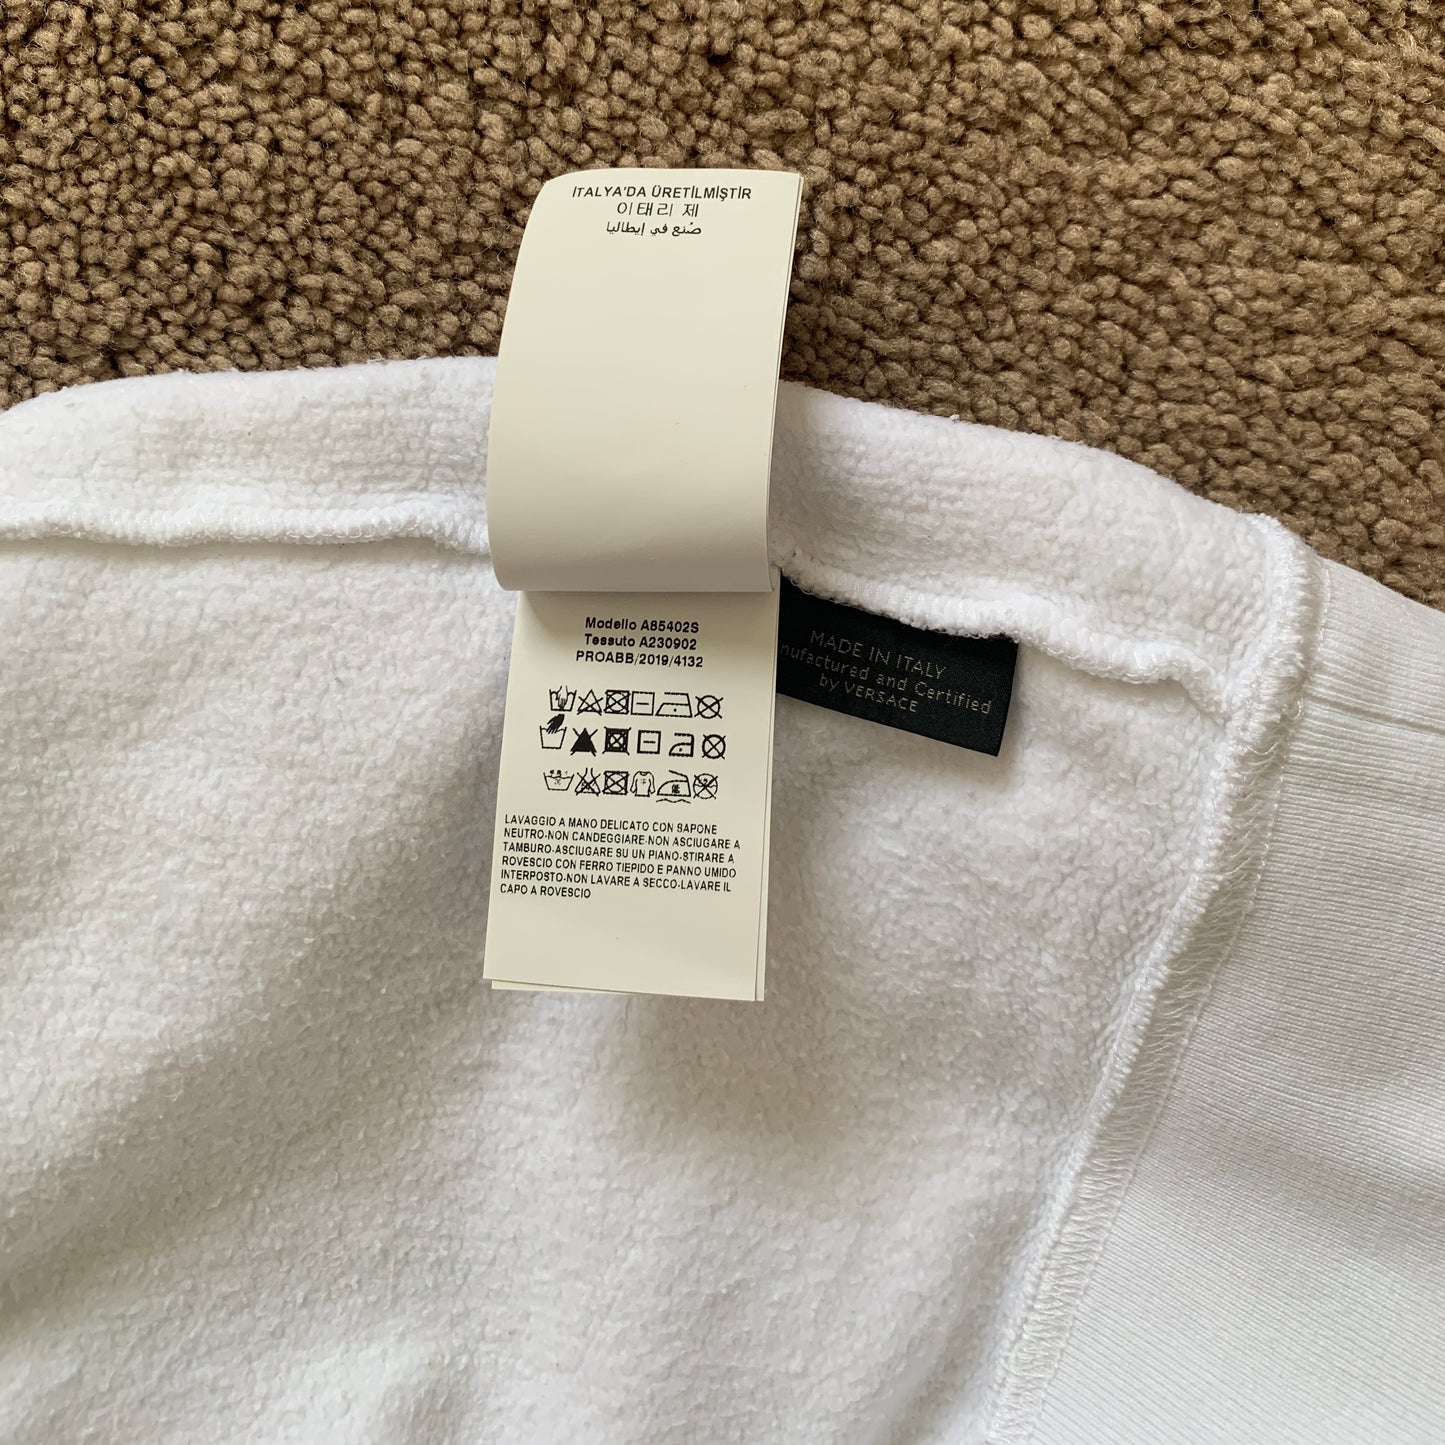 İTALYA'DA ÜRETİLMİŞTİR
이태리 제
صُنع في إيطاليا
Modello A85402S
Tessuto A230902
PROABB/2019/4132
LAVAGGIO A MANO DELICATO CON SAPONE
NEUTRO-NON CANDEGGIARE-NON ASCIUGARE A
TAMBURO-ASCIUGARE SU UN PIANO-STIRARE A
ROVESCIO CON FERRO TIEPIDO E PANNO UMIDO
INTERPOSTO-NON LAVARE A SECCO-LAVARE IL
CAPO A ROVESCIO
MADE IN ITALY
nufactured and Certified
by VERSACE